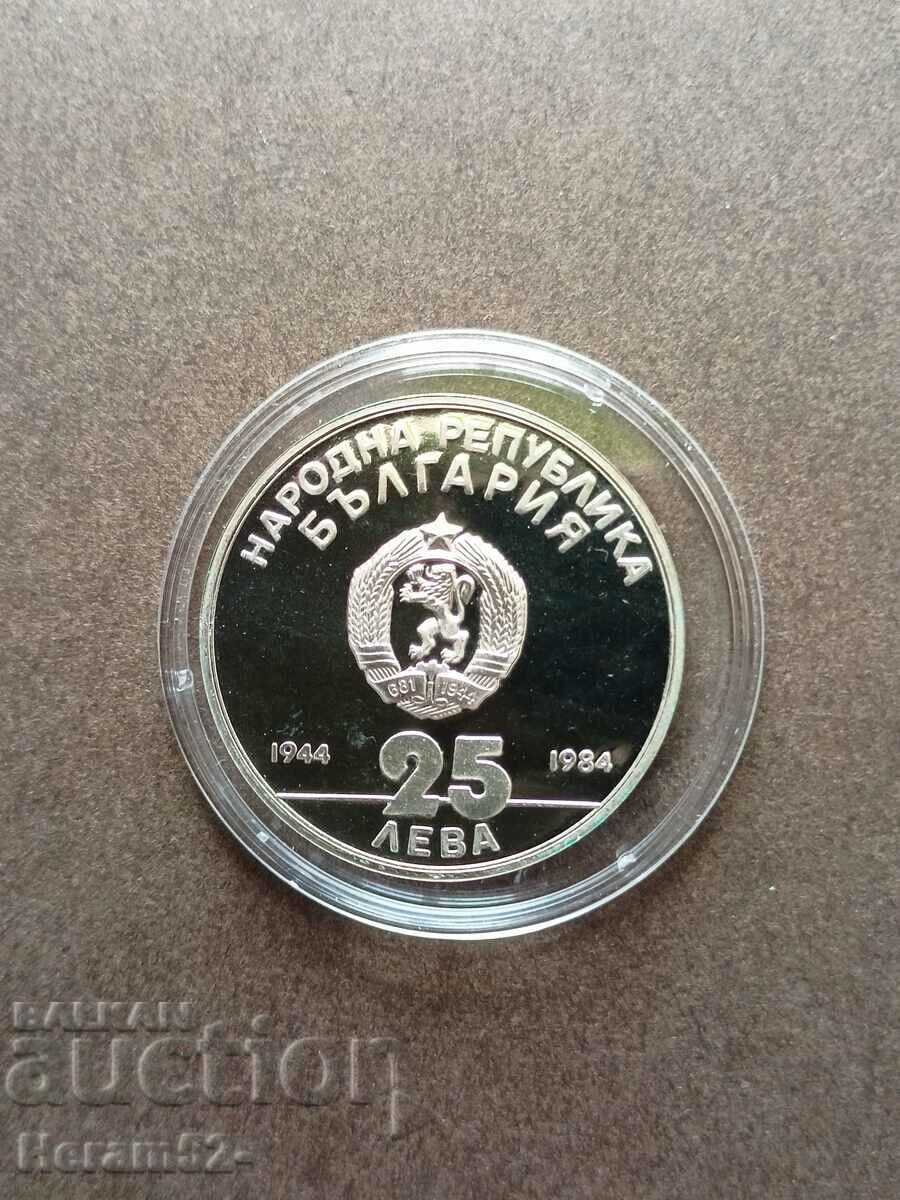 НАРОДНА РЕПУБЛИКА
БЪЛГАРИЯ
681 1944
1944 1984
25
ЛЕВА
BALKAN
auction
Heram52-